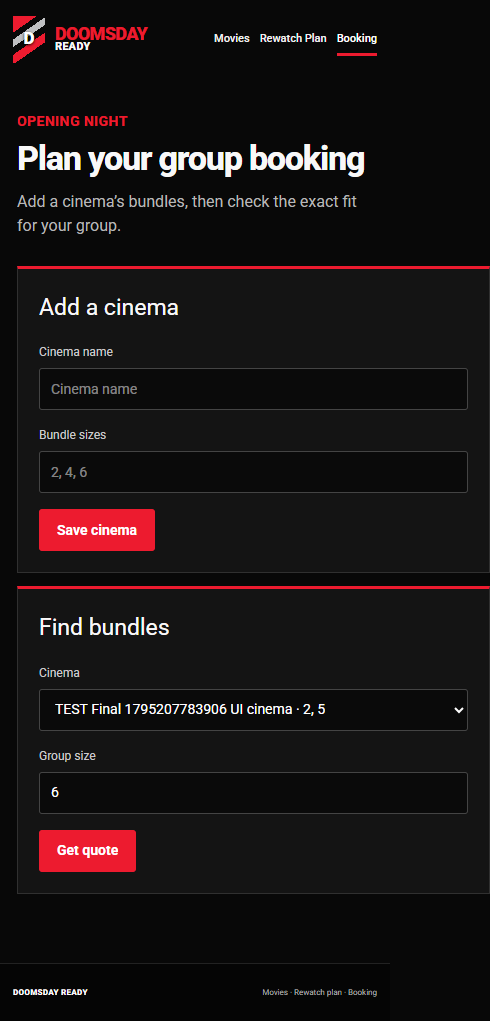 D
DOOMSDAY
READY
Movies Rewatch Plan Booking
OPENING NIGHT
Plan your group booking
Add a cinema’s bundles, then check the exact fit
for your group.
Add a cinema
Cinema name
Cinema name
Bundle sizes
2, 4, 6
Save cinema
Find bundles
Cinema
TEST Final 1795207783906 UI cinema · 2, 5
Group size
6
Get quote
DOOMSDAY READY
Movies · Rewatch plan · Booking